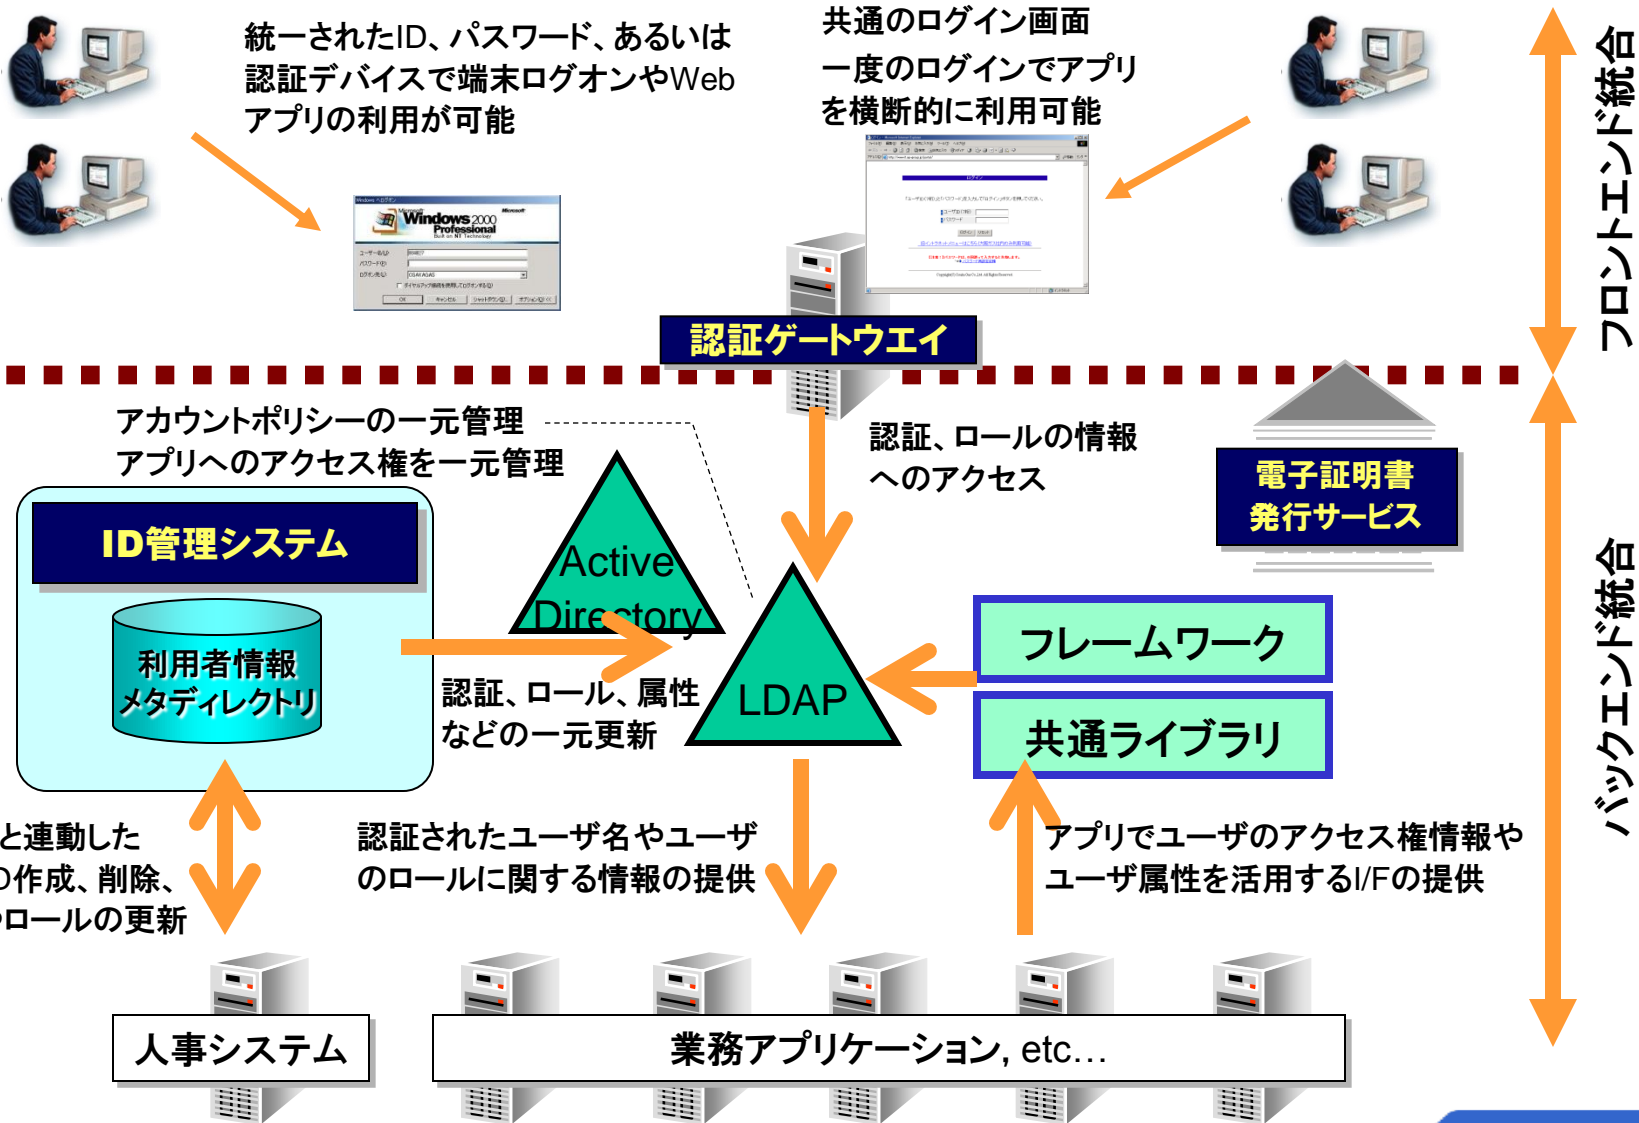 統一されたID、パスワード、あるいは
認証デバイスで端末ログオンやWeb
アプリの利用が可能
共通のログイン画面
一度のログインでアプリ
を横断的に利用可能
フロントエンド統合
Microsoft
Windows 2000
Professional
Built on NT Technology
ログイン
認証ゲートウエイ
アカウントポリシーの一元管理
アプリへのアクセス権を一元管理
認証、ロールの情報
へのアクセス
電子証明書
発行サービス
ID管理システム
利用者情報
メタディレクトリ
Active
Directory
LDAP
認証、ロール、属性
などの一元更新
フレームワーク
共通ライブラリ
バックエンド統合
と連動した
作成、削除、
ロールの更新
認証されたユーザ名やユーザ
のロールに関する情報の提供
アプリでユーザのアクセス権情報や
ユーザ属性を活用するI/Fの提供
人事システム
業務アプリケーション, etc…